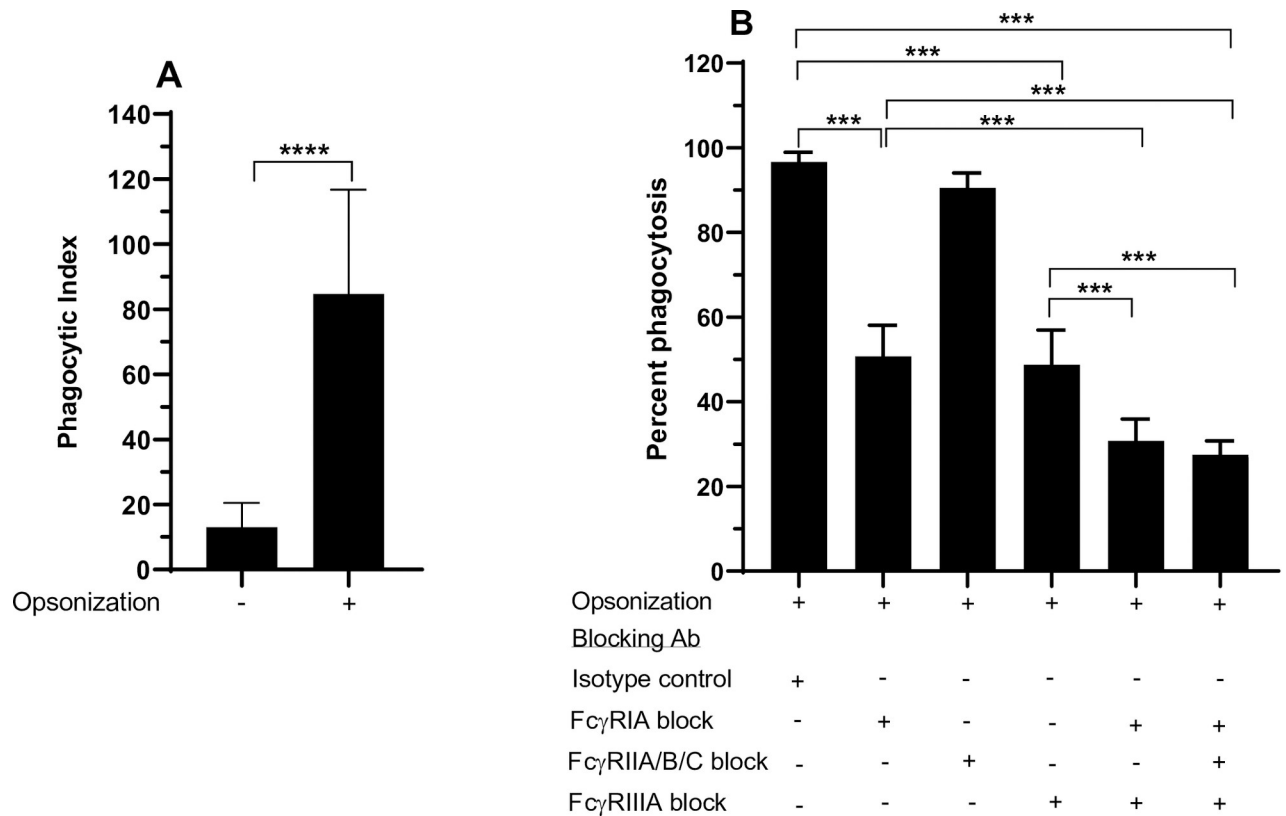 A
Phagocytic Index
140
120
100
80
60
40
20
0
****
Opsonization - +
B
Percent phagocytosis
120
100
80
60
40
20
0
***
***
***
*** ***
***
***
Opsonization + + + + + +
Blocking Ab
Isotype control + - - - - -
FcγRIA block - + - - + +
FcγRIIA/B/C block - - + - - +
FcγRIIIA block - - - + + +